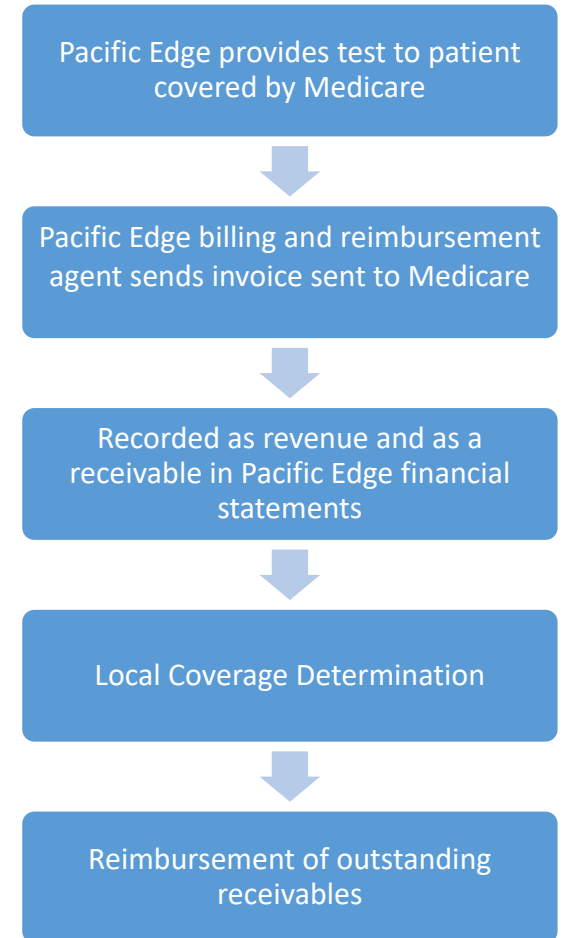 Pacific Edge provides test to patient
covered by Medicare
Pacific Edge billing and reimbursement
agent sends invoice sent to Medicare
Recorded as revenue and as a
receivable in Pacific Edge financial
statements
Local Coverage Determination
Reimbursement of outstanding
receivables